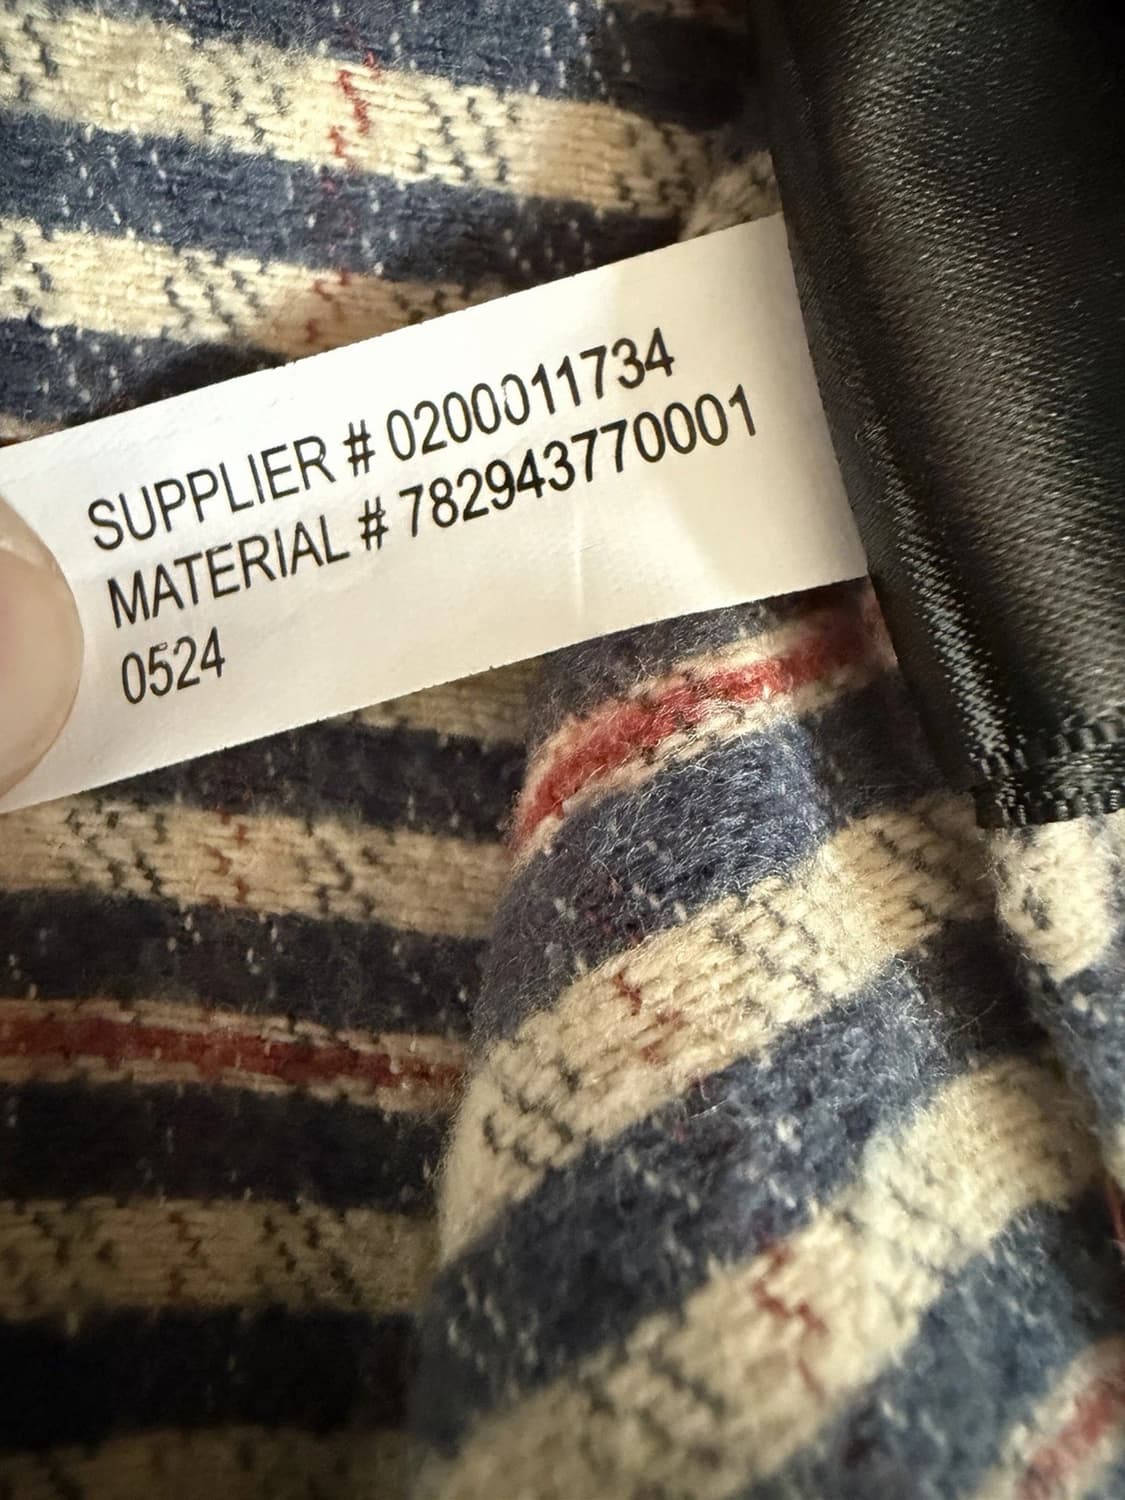 SUPPLIER # 0200011734
MATERIAL # 782943770001
0524